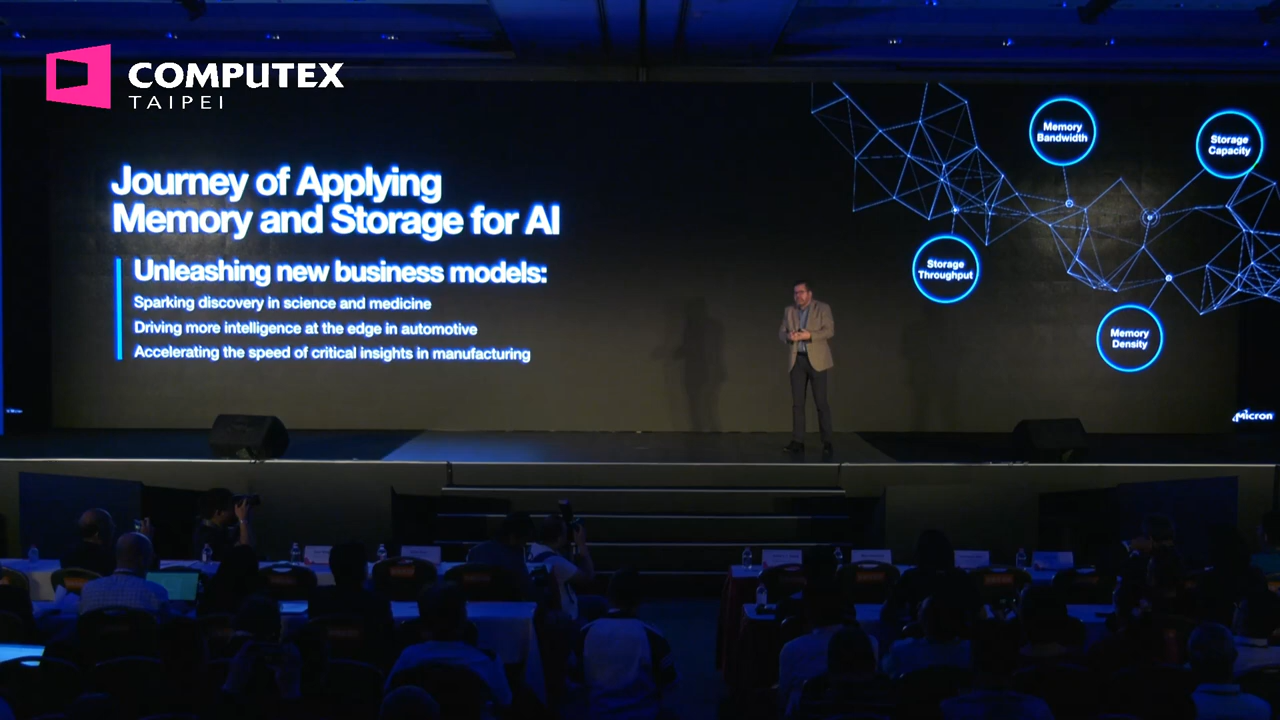 COMPUTEX
TAIPEI
Journey of Applying
Memory and Storage for AI
Unleashing new business models:
Sparking discovery in science and medicine
Driving more intelligence at the edge in automotive
Accelerating the speed of critical insights in manufacturing
Memory
Bandwidth
Storage
Capacity
Storage
Throughput
Memory
Density
Micron